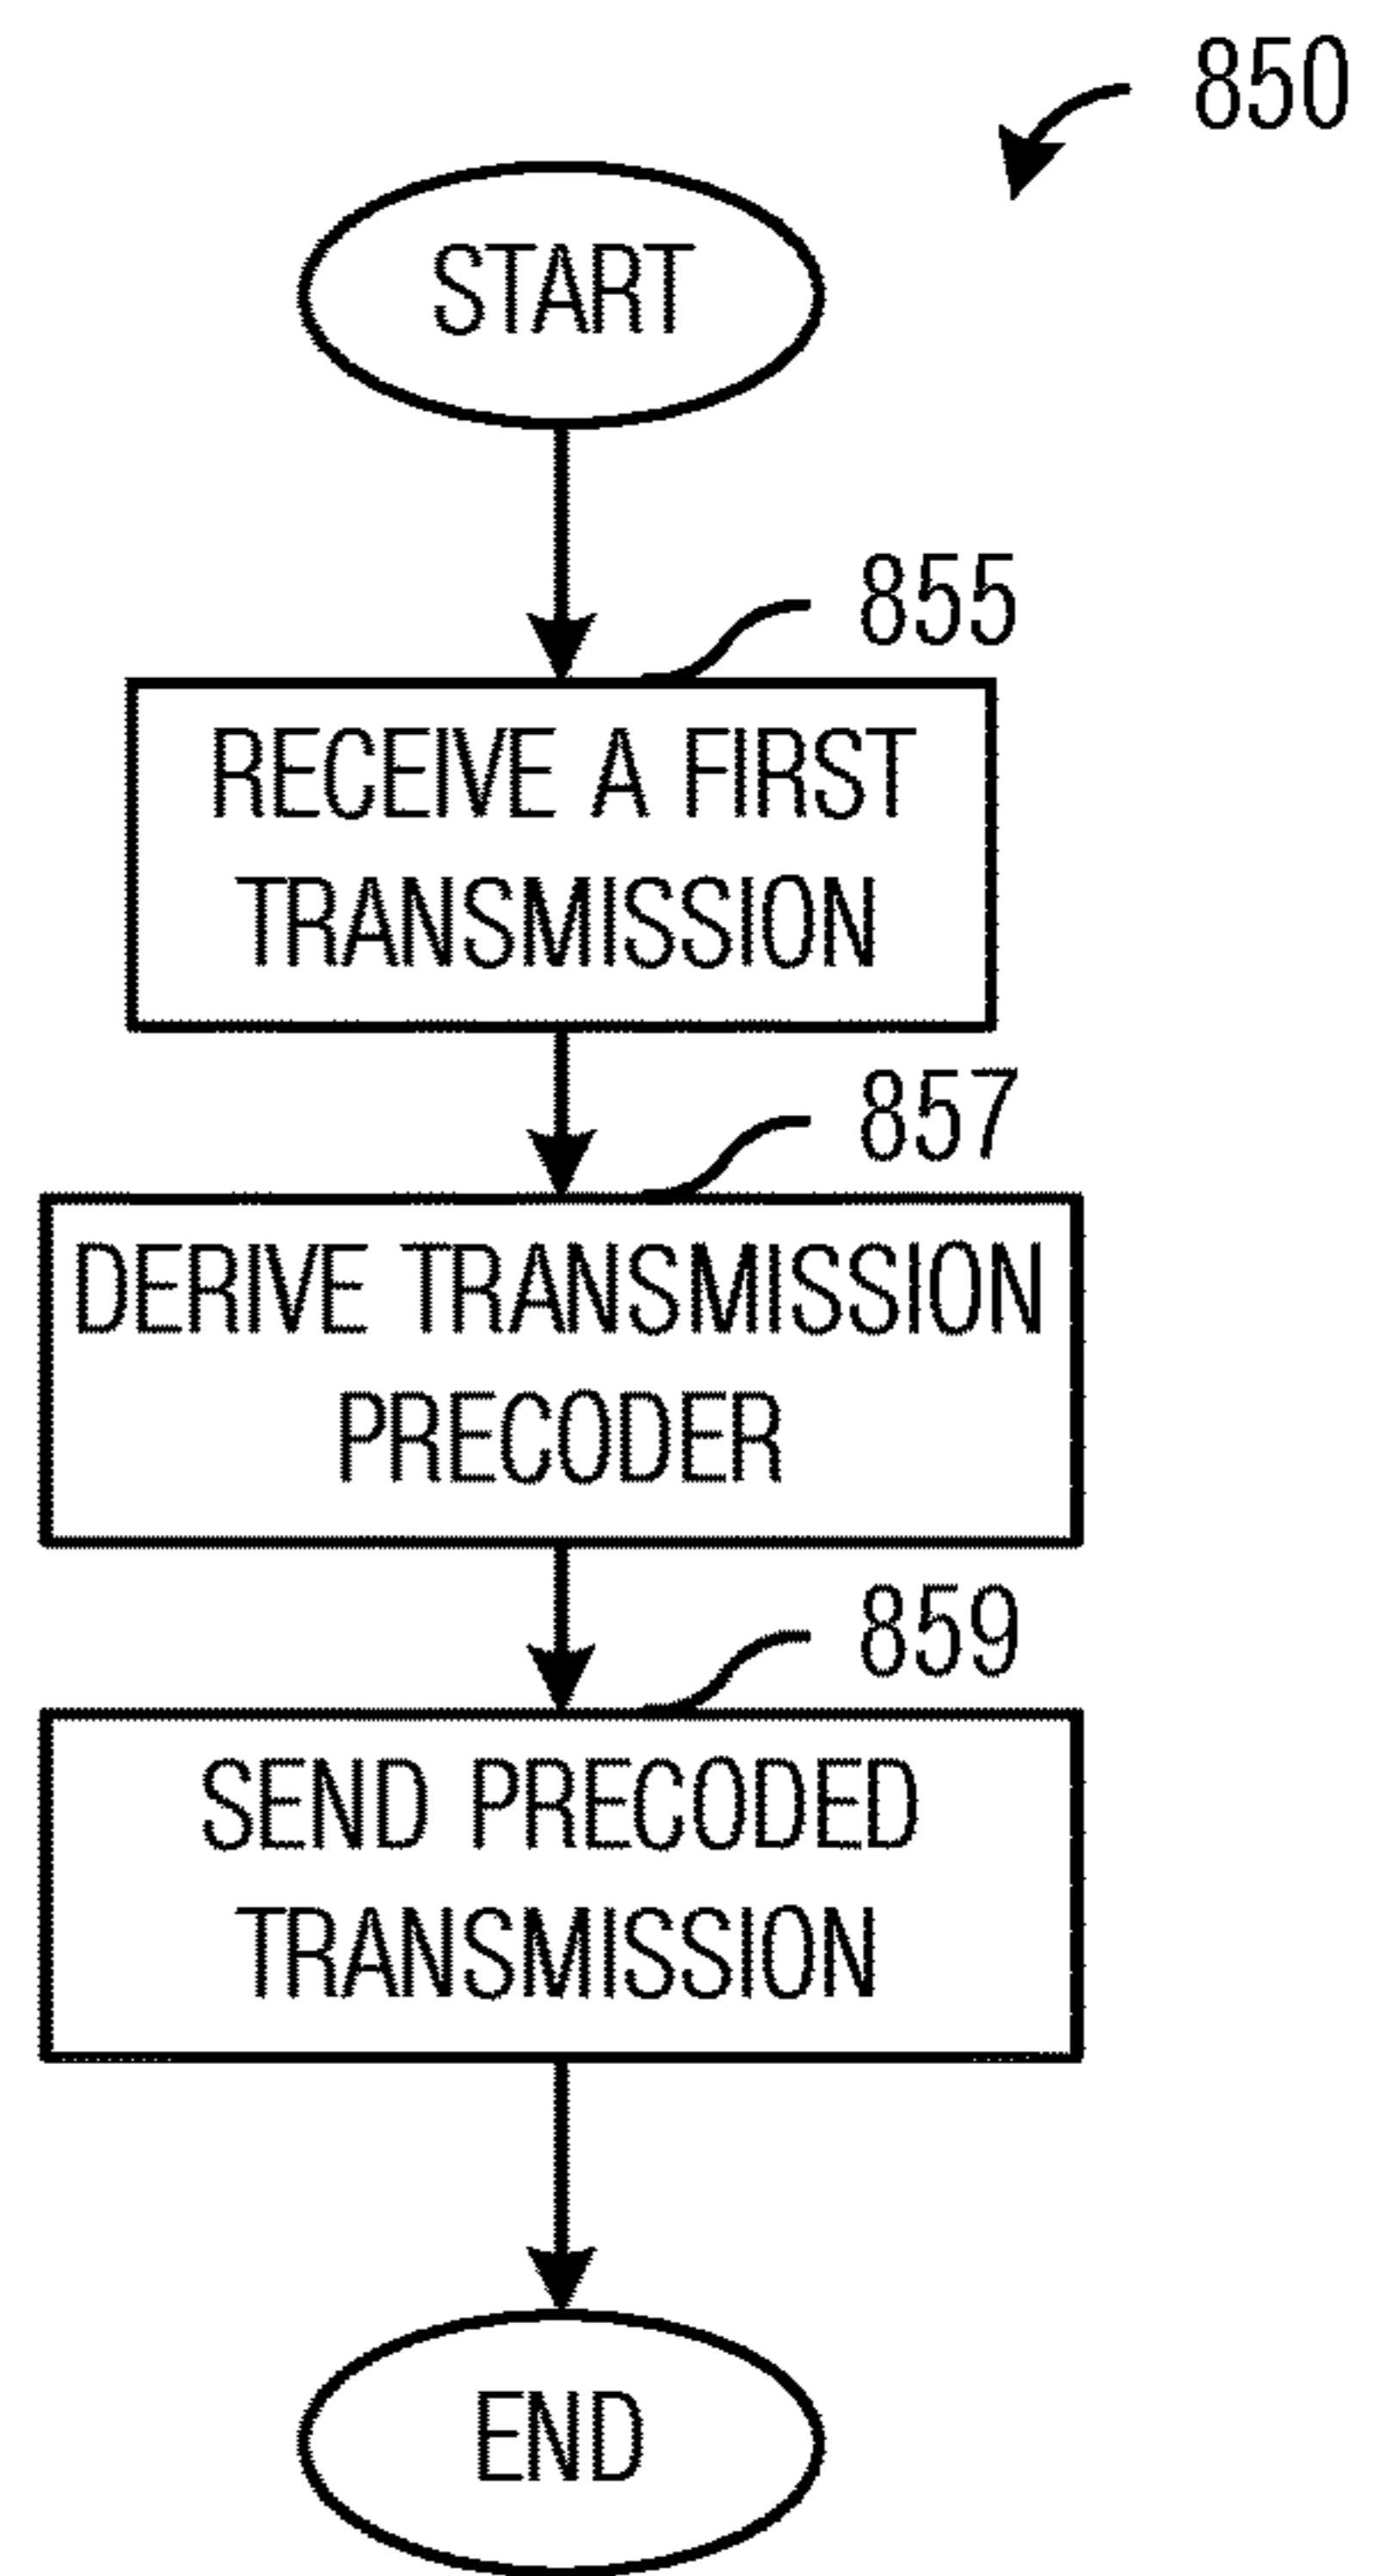 850
START
855
RECEIVE A FIRST
TRANSMISSION
857
DERIVE TRANSMISSION
PRECODER
859
SEND PRECODED
TRANSMISSION
END